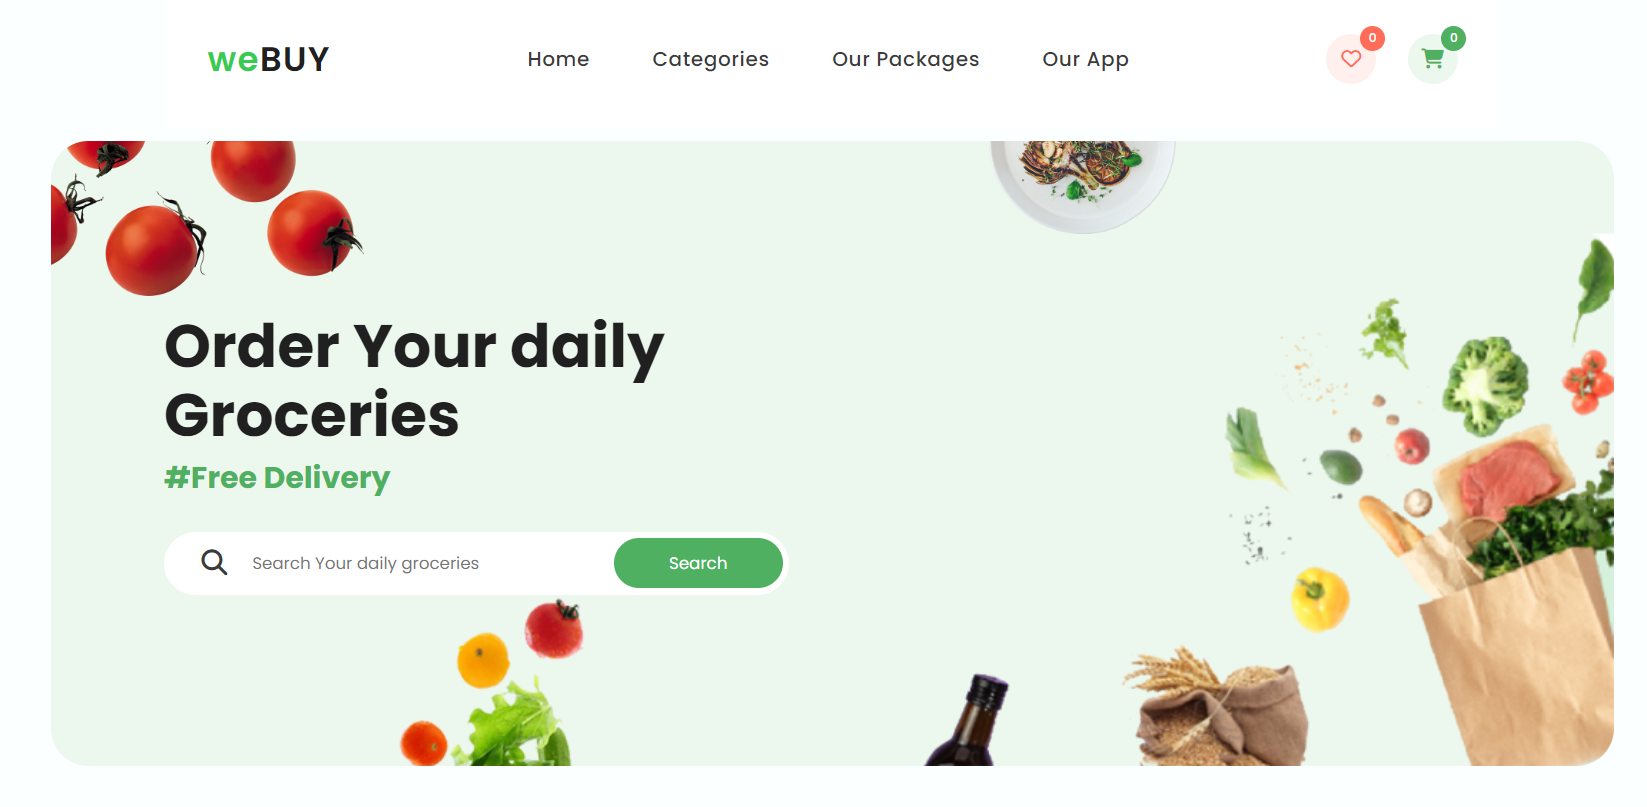 weBUY
Home
Categories
Our Packages
Our App
0
0
Order Your daily
Groceries
#Free Delivery
Search Your daily groceries
Search